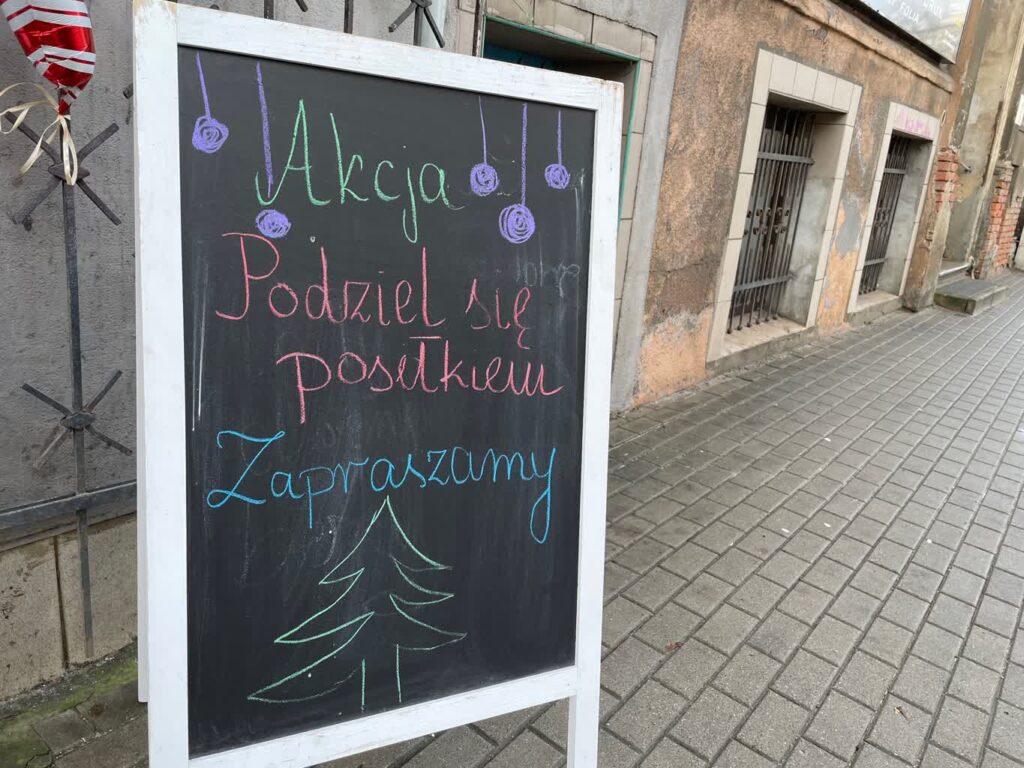 Akcja
Podziel się
posiłkiem
Zapraszamy